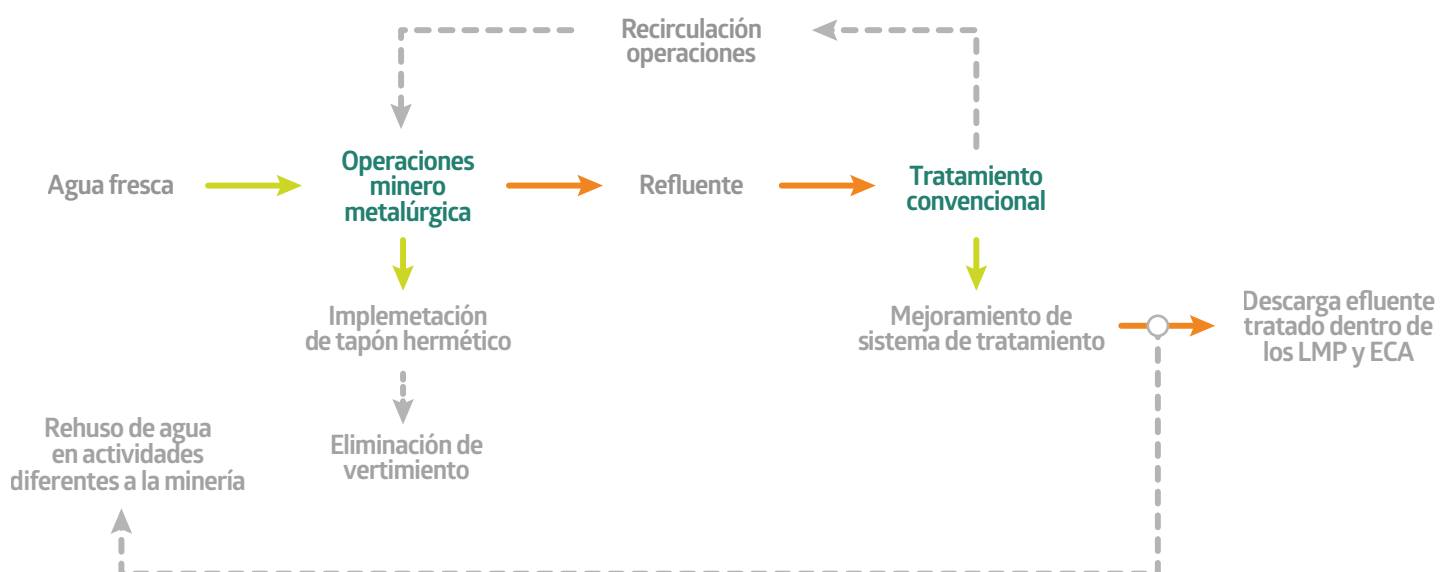 Recirculación
operaciones
Agua fresca
Operaciones
minero
metalúrgica
Refluente
Tratamiento
convencional
Implemetación
de tapón hermético
Mejoramiento de
sistema de tratamiento
Descarga efluente
tratado dentro de
los LMP y ECA
Rehuso de agua
en actividades
diferentes a la minería
Eliminación de
vertimiento